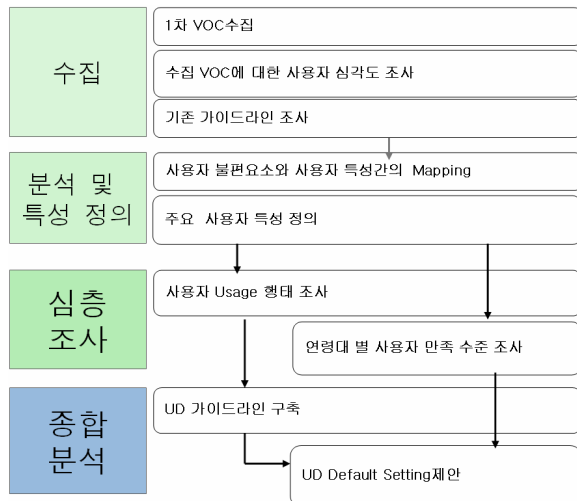 수집
1차 VOC수집
수집 VOC에 대한 사용자 심각도 조사
기존 가이드라인 조사
분석 및
특성 정의
사용자 불편요소와 사용자 특성간의 Mapping
주요 사용자 특성 정의
심층
조사
사용자 Usage 행태 조사
연령대 별 사용자 만족 수준 조사
종합
분석
UD 가이드라인 구축
UD Default Setting제안